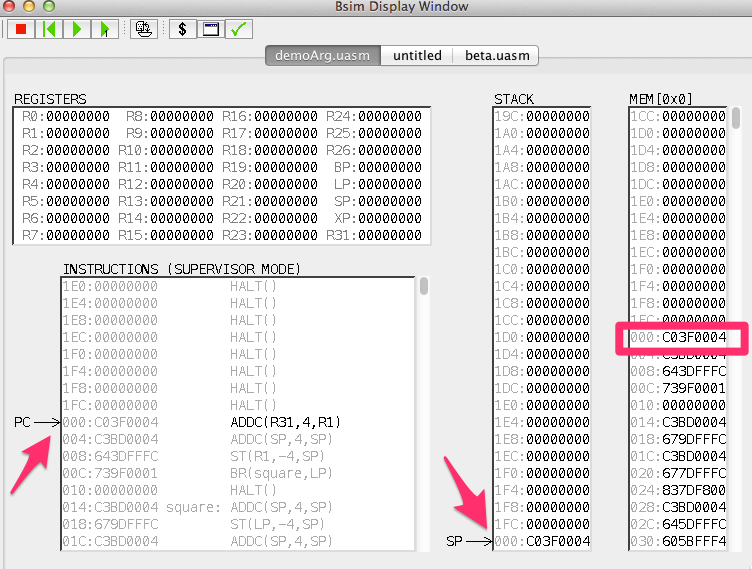 Bsim Display Window
$
demoArg.uasm untitled beta.uasm
REGISTERS
R0:00000000 R8:00000000 R16:00000000 R24:00000000
R1:00000000 R9:00000000 R17:00000000 R25:00000000
R2:00000000 R10:00000000 R18:00000000 R26:00000000
R3:00000000 R11:00000000 R19:00000000 BP:00000000
R4:00000000 R12:00000000 R20:00000000 LP:00000000
R5:00000000 R13:00000000 R21:00000000 SP:00000000
R6:00000000 R14:00000000 R22:00000000 XP:00000000
R7:00000000 R15:00000000 R23:00000000 R31:00000000
INSTRUCTIONS (SUPERVISOR MODE)
1E0:00000000 HALT()
1E4:00000000 HALT()
1E8:00000000 HALT()
1EC:00000000 HALT()
1F0:00000000 HALT()
1F4:00000000 HALT()
1F8:00000000 HALT()
1FC:00000000 HALT()
PC 000:C03F0004 ADDC(R31,4,R1)
004:C3BD0004 ADDC(SP,4,SP)
008:643DFFFC ST(R1,-4,SP)
00C:739F0001 BR(square,LP)
010:00000000 HALT()
014:C3BD0004 square: ADDC(SP,4,SP)
018:679DFFFC ST(LP,-4,SP)
01C:C3BD0004 ADDC(SP,4,SP)
STACK
19C:00000000
1A0:00000000
1A4:00000000
1A8:00000000
1AC:00000000
1B0:00000000
1B4:00000000
1B8:00000000
1BC:00000000
1C0:00000000
1C4:00000000
1C8:00000000
1CC:00000000
1D0:00000000
1D4:00000000
1D8:00000000
1DC:00000000
1E0:00000000
1E4:00000000
1E8:00000000
1EC:00000000
1F0:00000000
1F4:00000000
1F8:00000000
1FC:00000000
SP 000:C03F0004
MEM[0x0]
1CC:00000000
1D0:00000000
1D4:00000000
1D8:00000000
1DC:00000000
1E0:00000000
1E4:00000000
1E8:00000000
1EC:00000000
1F0:00000000
1F4:00000000
1F8:00000000
1FC:00000000
000:C03F0004
004:C3BD0004
008:643DFFFC
00C:739F0001
010:00000000
014:C3BD0004
018:679DFFFC
01C:C3BD0004
020:677DFFFC
024:837DF800
028:C3BD0004
02C:645DFFFC
030:605BFFF4